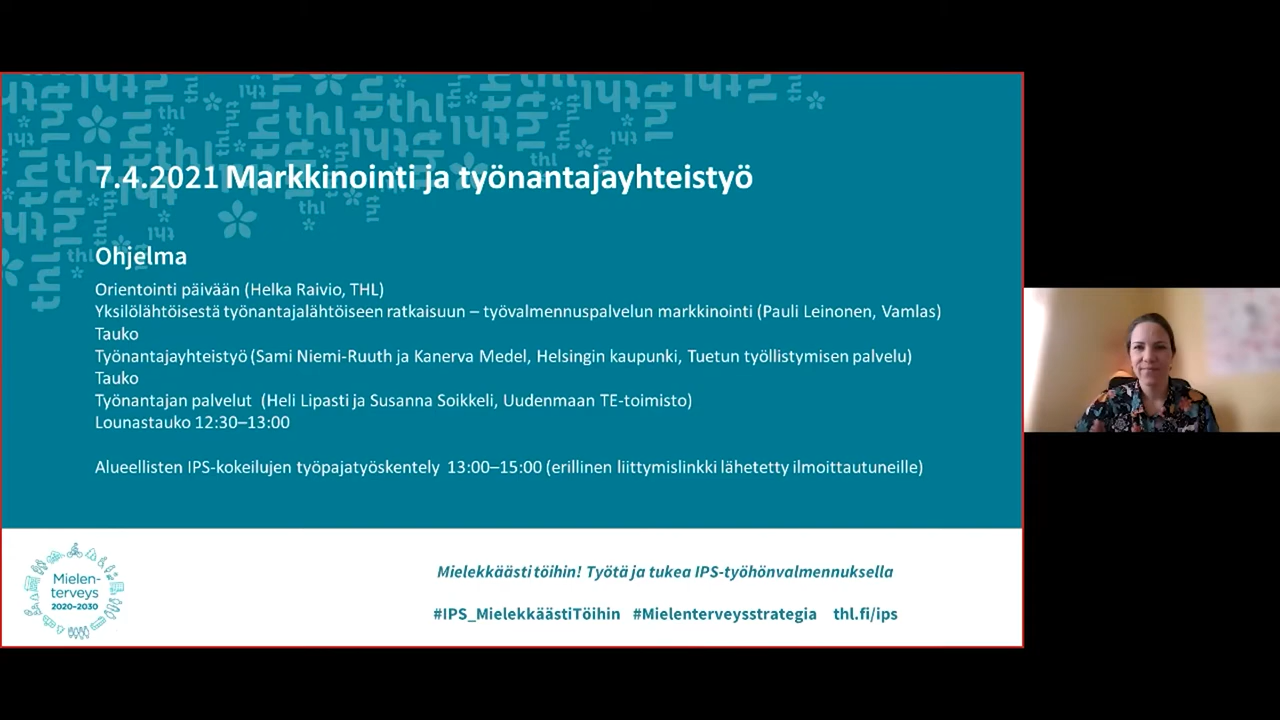 7.4.2021 Markkinointi ja työnantajayhteistyö
Ohjelma
Orientointi päivään (Helka Raivio, THL)
Yksilölähtöisestä työnantajalähtöiseen ratkaisuun – työvalmennuspalvelun markkinointi (Pauli Leinonen, Vamlas)
Tauko
Työnantajayhteistyö (Sami Niemi-Ruuth ja Kanerva Medel, Helsingin kaupunki, Tuetun työllistymisen palvelu)
Tauko
Työnantajan palvelut (Heli Lipasti ja Susanna Soikkeli, Uudenmaan TE-toimisto)
Lounastauko 12:30–13:00
Alueellisten IPS-kokeilujen työpajatyöskentely 13:00–15:00 (erillinen liittymislinkki lähetetty ilmoittautuneille)
Mielen-
terveys
2020–2030
Mielekkäästi töihin! Työtä ja tukea IPS-työhönvalmennuksella
#IPS_MielekkäästiTöihin #Mielenterveysstrategia thl.fi/ips